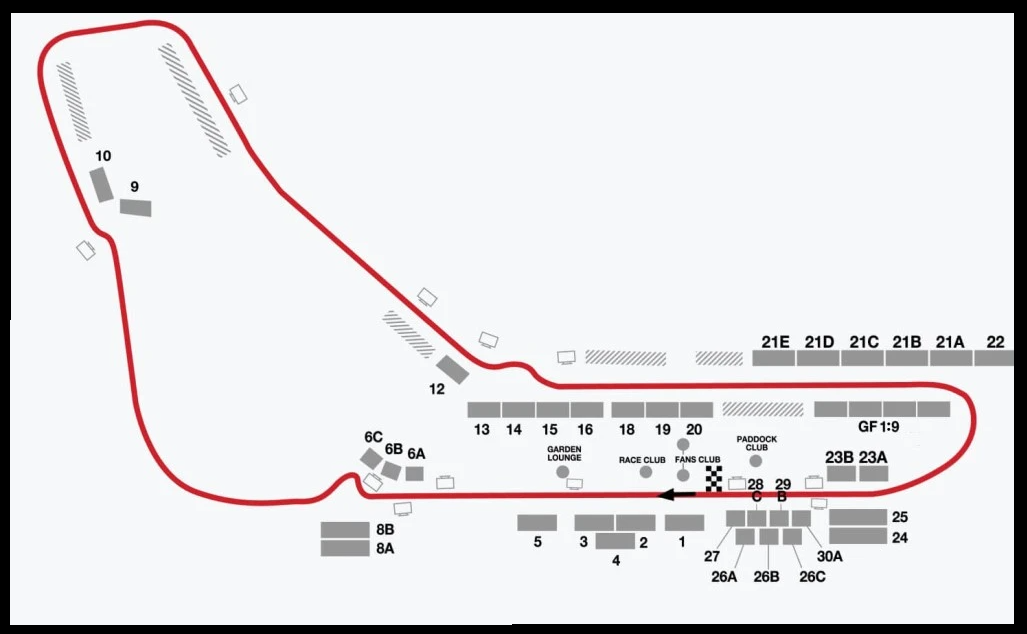 10
9
21E 21D 21C 21B 21A 22
12
13 14 15 16 18 19 20
GF 1:9
6C
6B
6A
GARDEN
LOUNGE
RACE CLUB
FANS CLUB
PADDOCK
CLUB
23B 23A
28
C
29
B
8B
8A
5
3
4
2
1
27
26A
26B
26C
30A
25
24